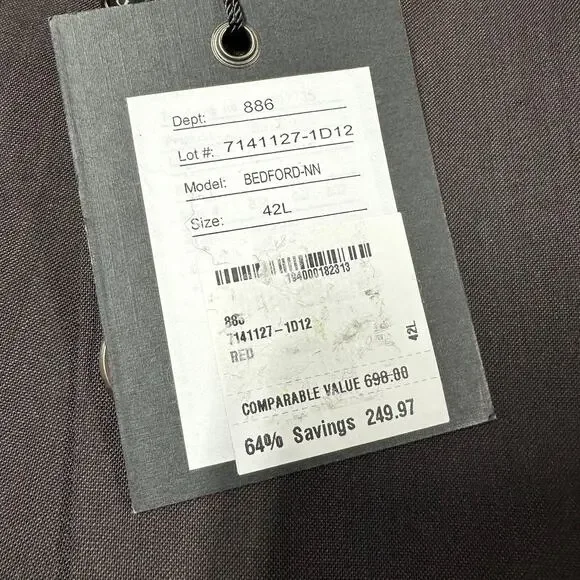 Dept: 886
Lot #: 7141127-1D12
Model: BEDFORD-NN
Size: 42L
194000182313
886
7141127-1D12
RED
42L
COMPARABLE VALUE 698.00
64% Savings 249.97